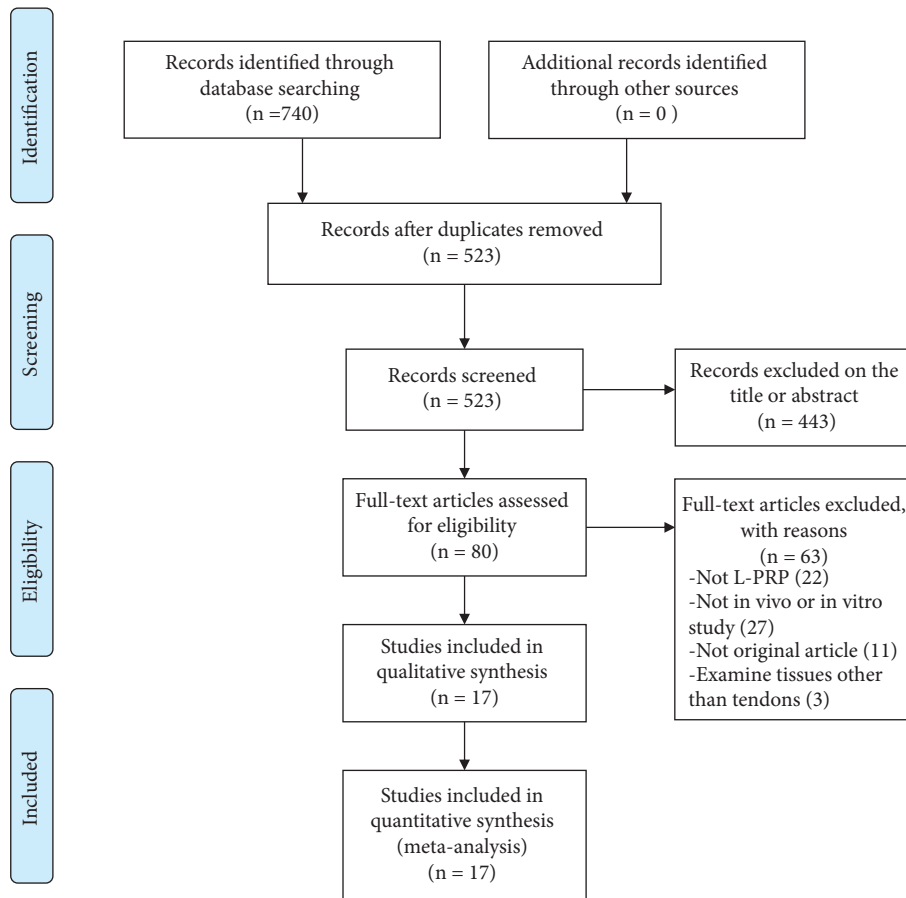 Identification
Records identified through
database searching
(n =740)
Additional records identified
through other sources
(n = 0 )
Records after duplicates removed
(n = 523)
Screening
Records screened
(n = 523)
Records excluded on the
title or abstract
(n = 443)
Eligibility
Full-text articles assessed
for eligibility
(n = 80)
Full-text articles excluded,
with reasons
(n = 63)
-Not L-PRP (22)
-Not in vivo or in vitro
study (27)
-Not original article (11)
-Examine tissues other
than tendons (3)
Studies included in
qualitative synthesis
(n = 17)
Included
Studies included in
quantitative synthesis
(meta-analysis)
(n = 17)